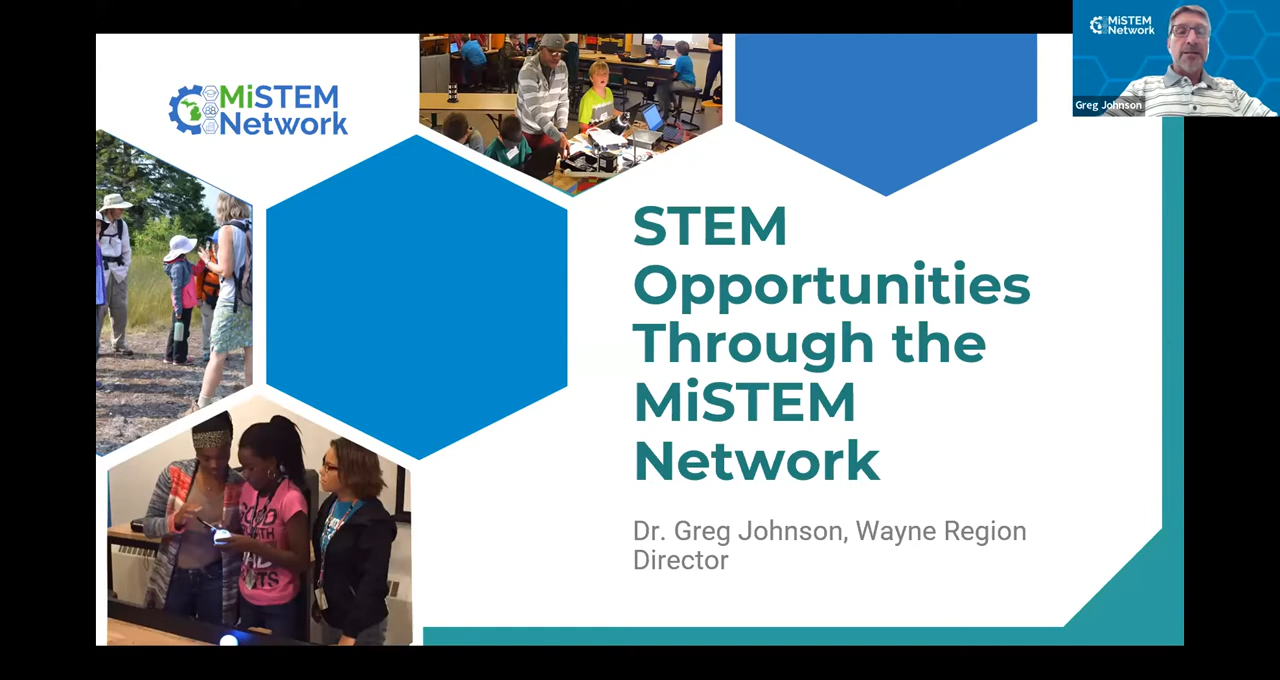 MiSTEM
Network
MiSTEM
Network
Greg Johnson
STEM
Opportunities
Through the
MiSTEM
Network
Dr. Greg Johnson, Wayne Region
Director